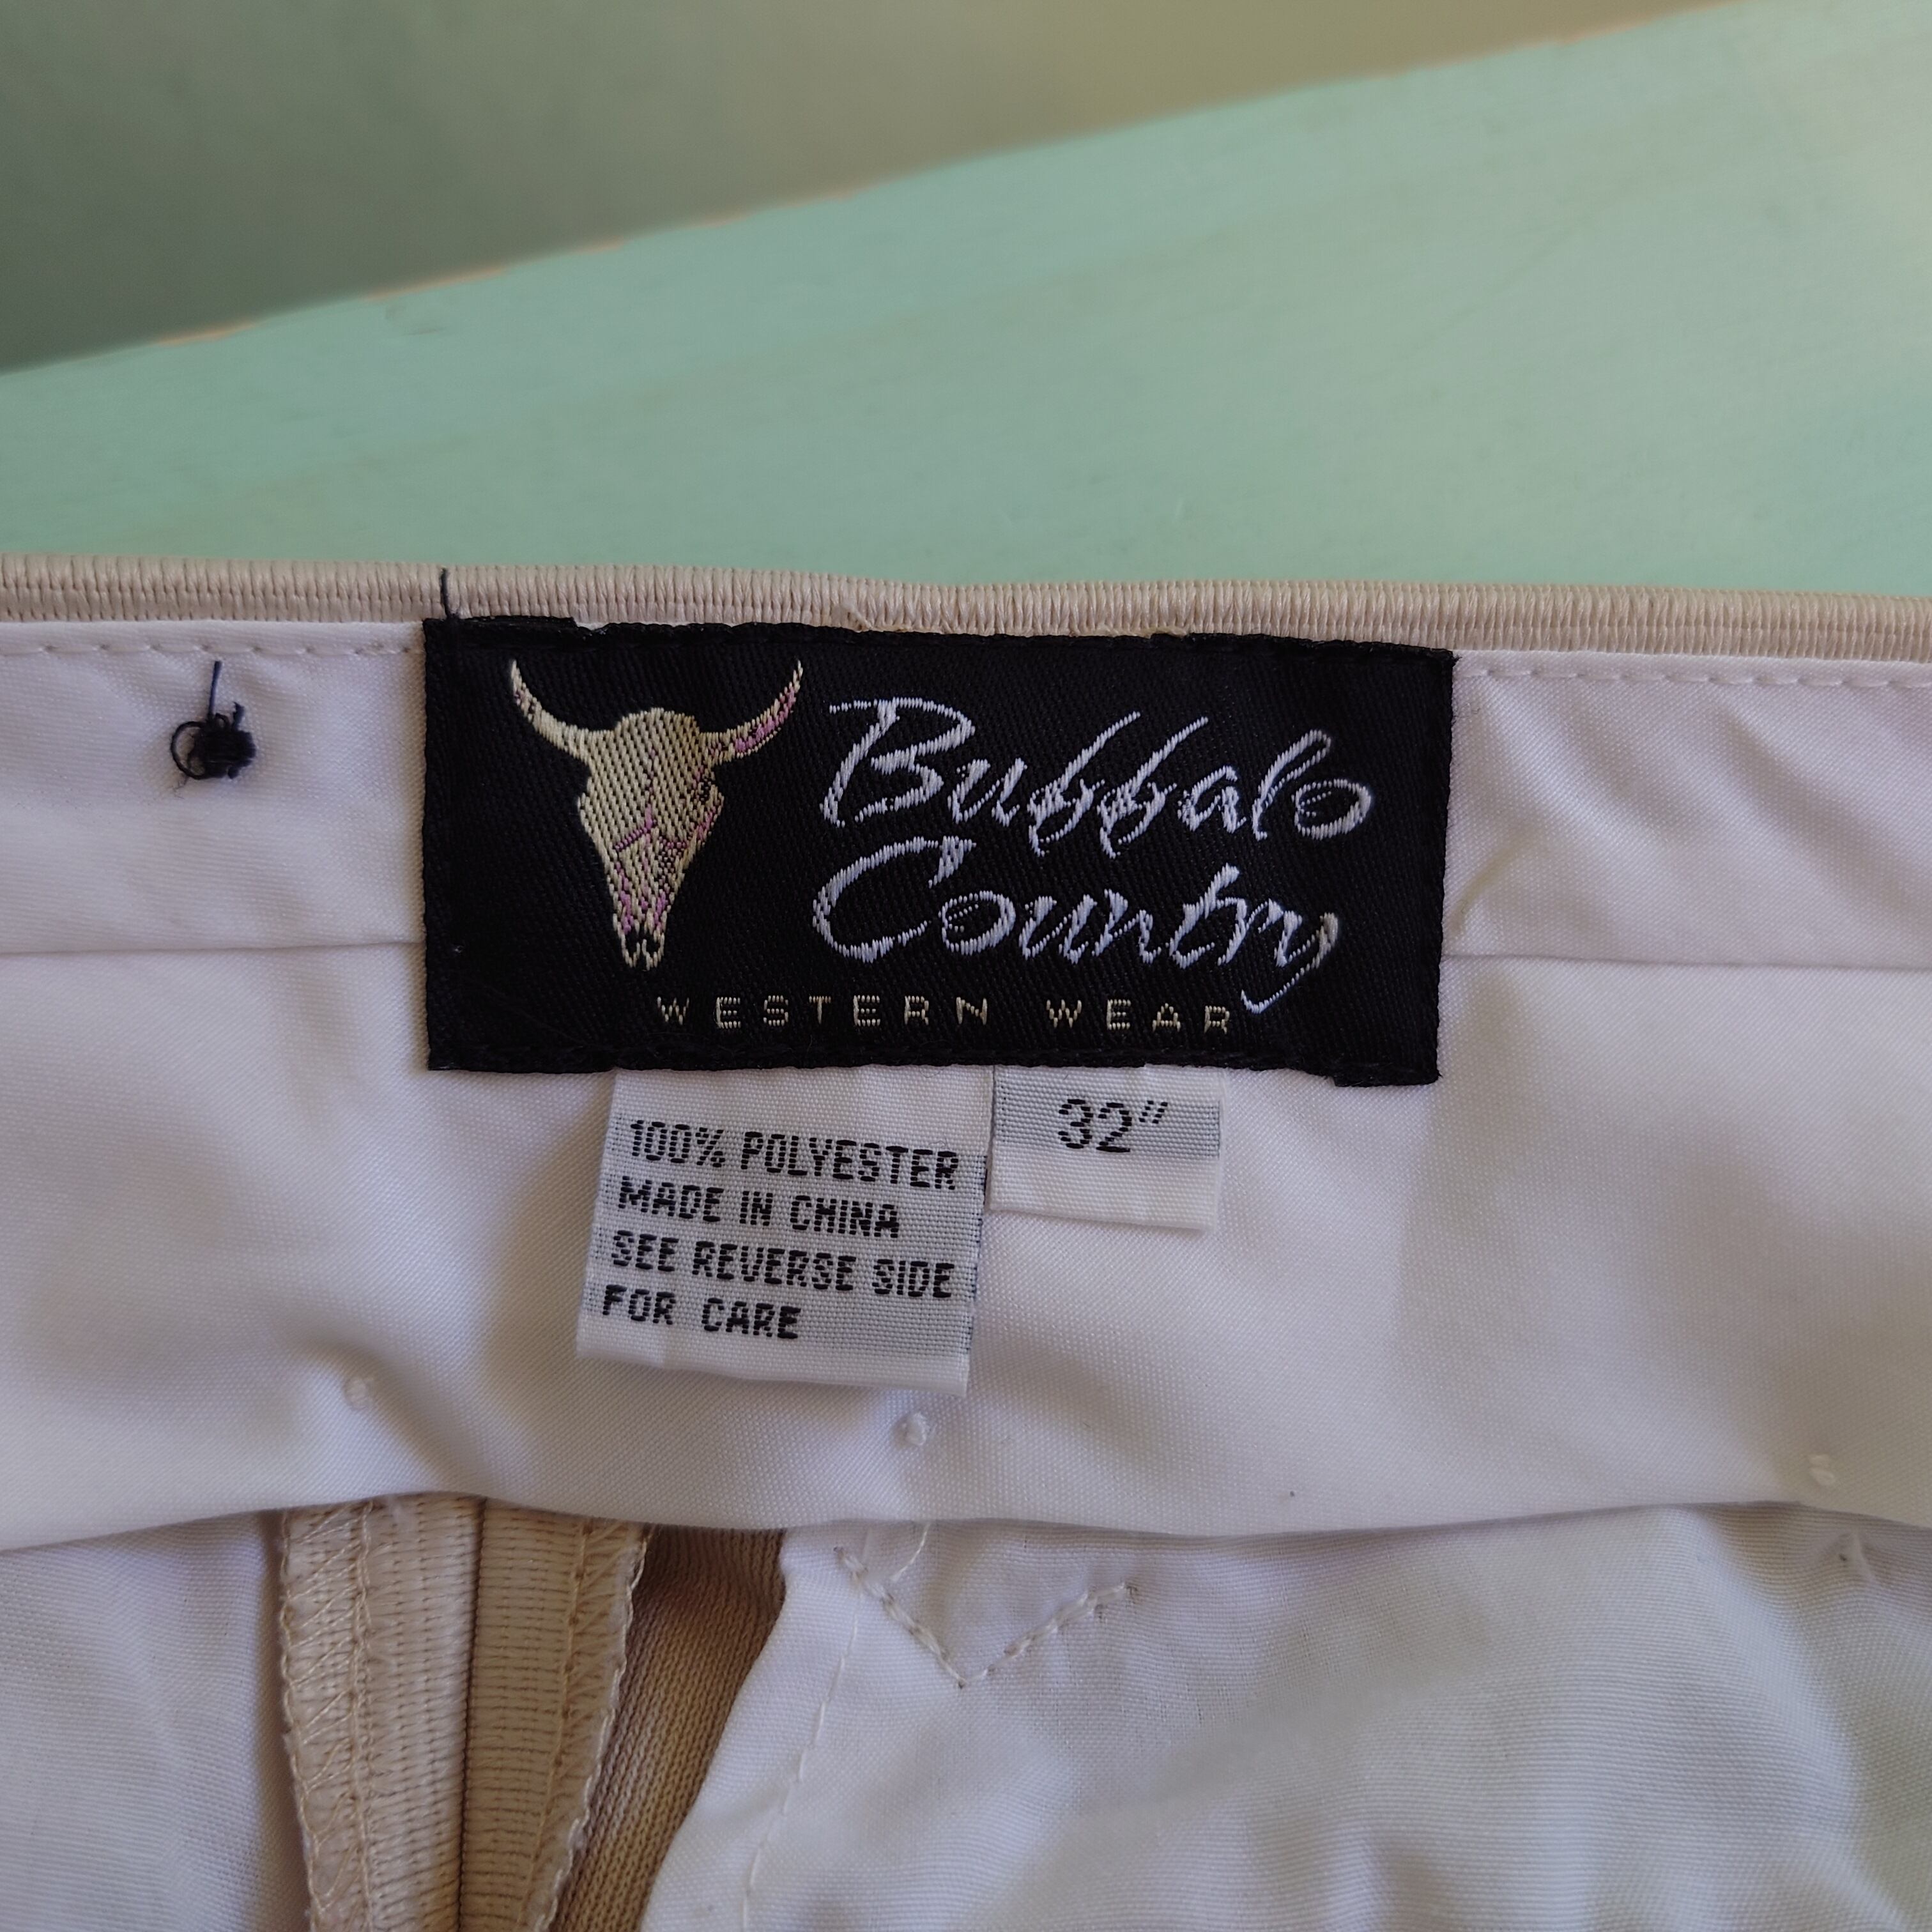 Buffalo
Country
WESTERN WEAR
32"
100% POLYESTER
MADE IN CHINA
SEE REVERSE SIDE
FOR CARE